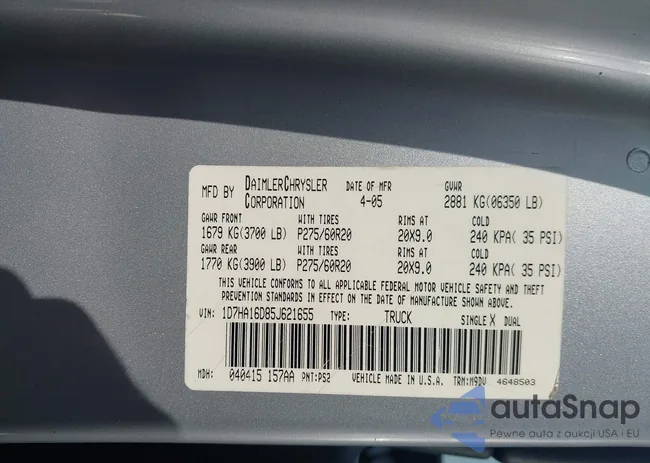 MFD BY DAIMLERCHRYSLER CORPORATION DATE OF MFR 4-05 GVWR 2881 KG(06350 LB)
GAWR FRONT WITH TIRES RIMS AT COLD
1679 KG(3700 LB) P275/60R20 20X9.0 240 KPA( 35 PSI)
GAWR REAR WITH TIRES RIMS AT COLD
1770 KG(3900 LB) P275/60R20 20X9.0 240 KPA( 35 PSI)
THIS VEHICLE CONFORMS TO ALL APPLICABLE FEDERAL MOTOR VEHICLE SAFETY AND THEFT
PREVENTION STANDARDS IN EFFECT ON THE DATE OF MANUFACTURE SHOWN ABOVE.
VIN: 1D7HA16D85J621655 TYPE: TRUCK SINGLE X DUAL
MDH: 040415 157AA PNT:PS2 VEHICLE MADE IN U.S.A. TRM:M9DV 4648503
autaSnap
Pewne auta z aukcji USA i EU